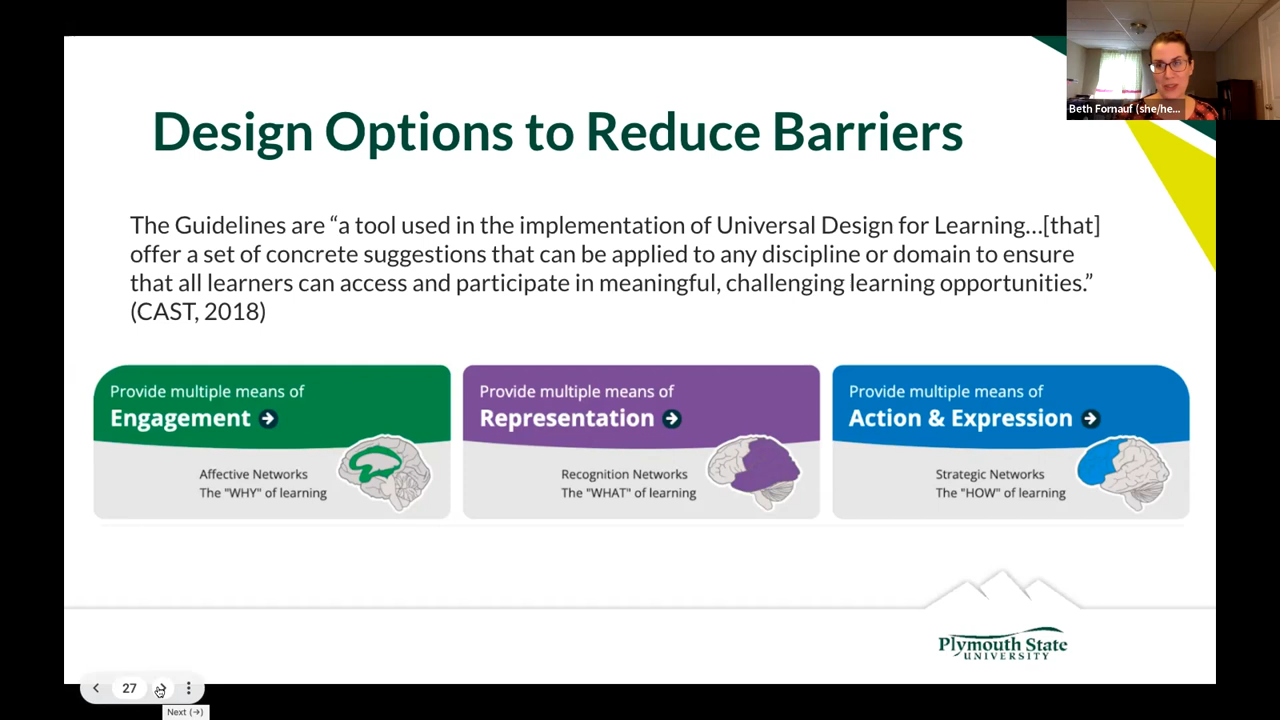 Design Options to Reduce Barriers
Beth Fornauf (she/he...
The Guidelines are “a tool used in the implementation of Universal Design for Learning...[that]
offer a set of concrete suggestions that can be applied to any discipline or domain to ensure
that all learners can access and participate in meaningful, challenging learning opportunities.”
(CAST, 2018)
Provide multiple means of
Engagement
Affective Networks
The "WHY" of learning
Provide multiple means of
Representation
Recognition Networks
The "WHAT" of learning
Provide multiple means of
Action & Expression
Strategic Networks
The "HOW" of learning
Plymouth State
UNIVERSITY
27
Next (→)